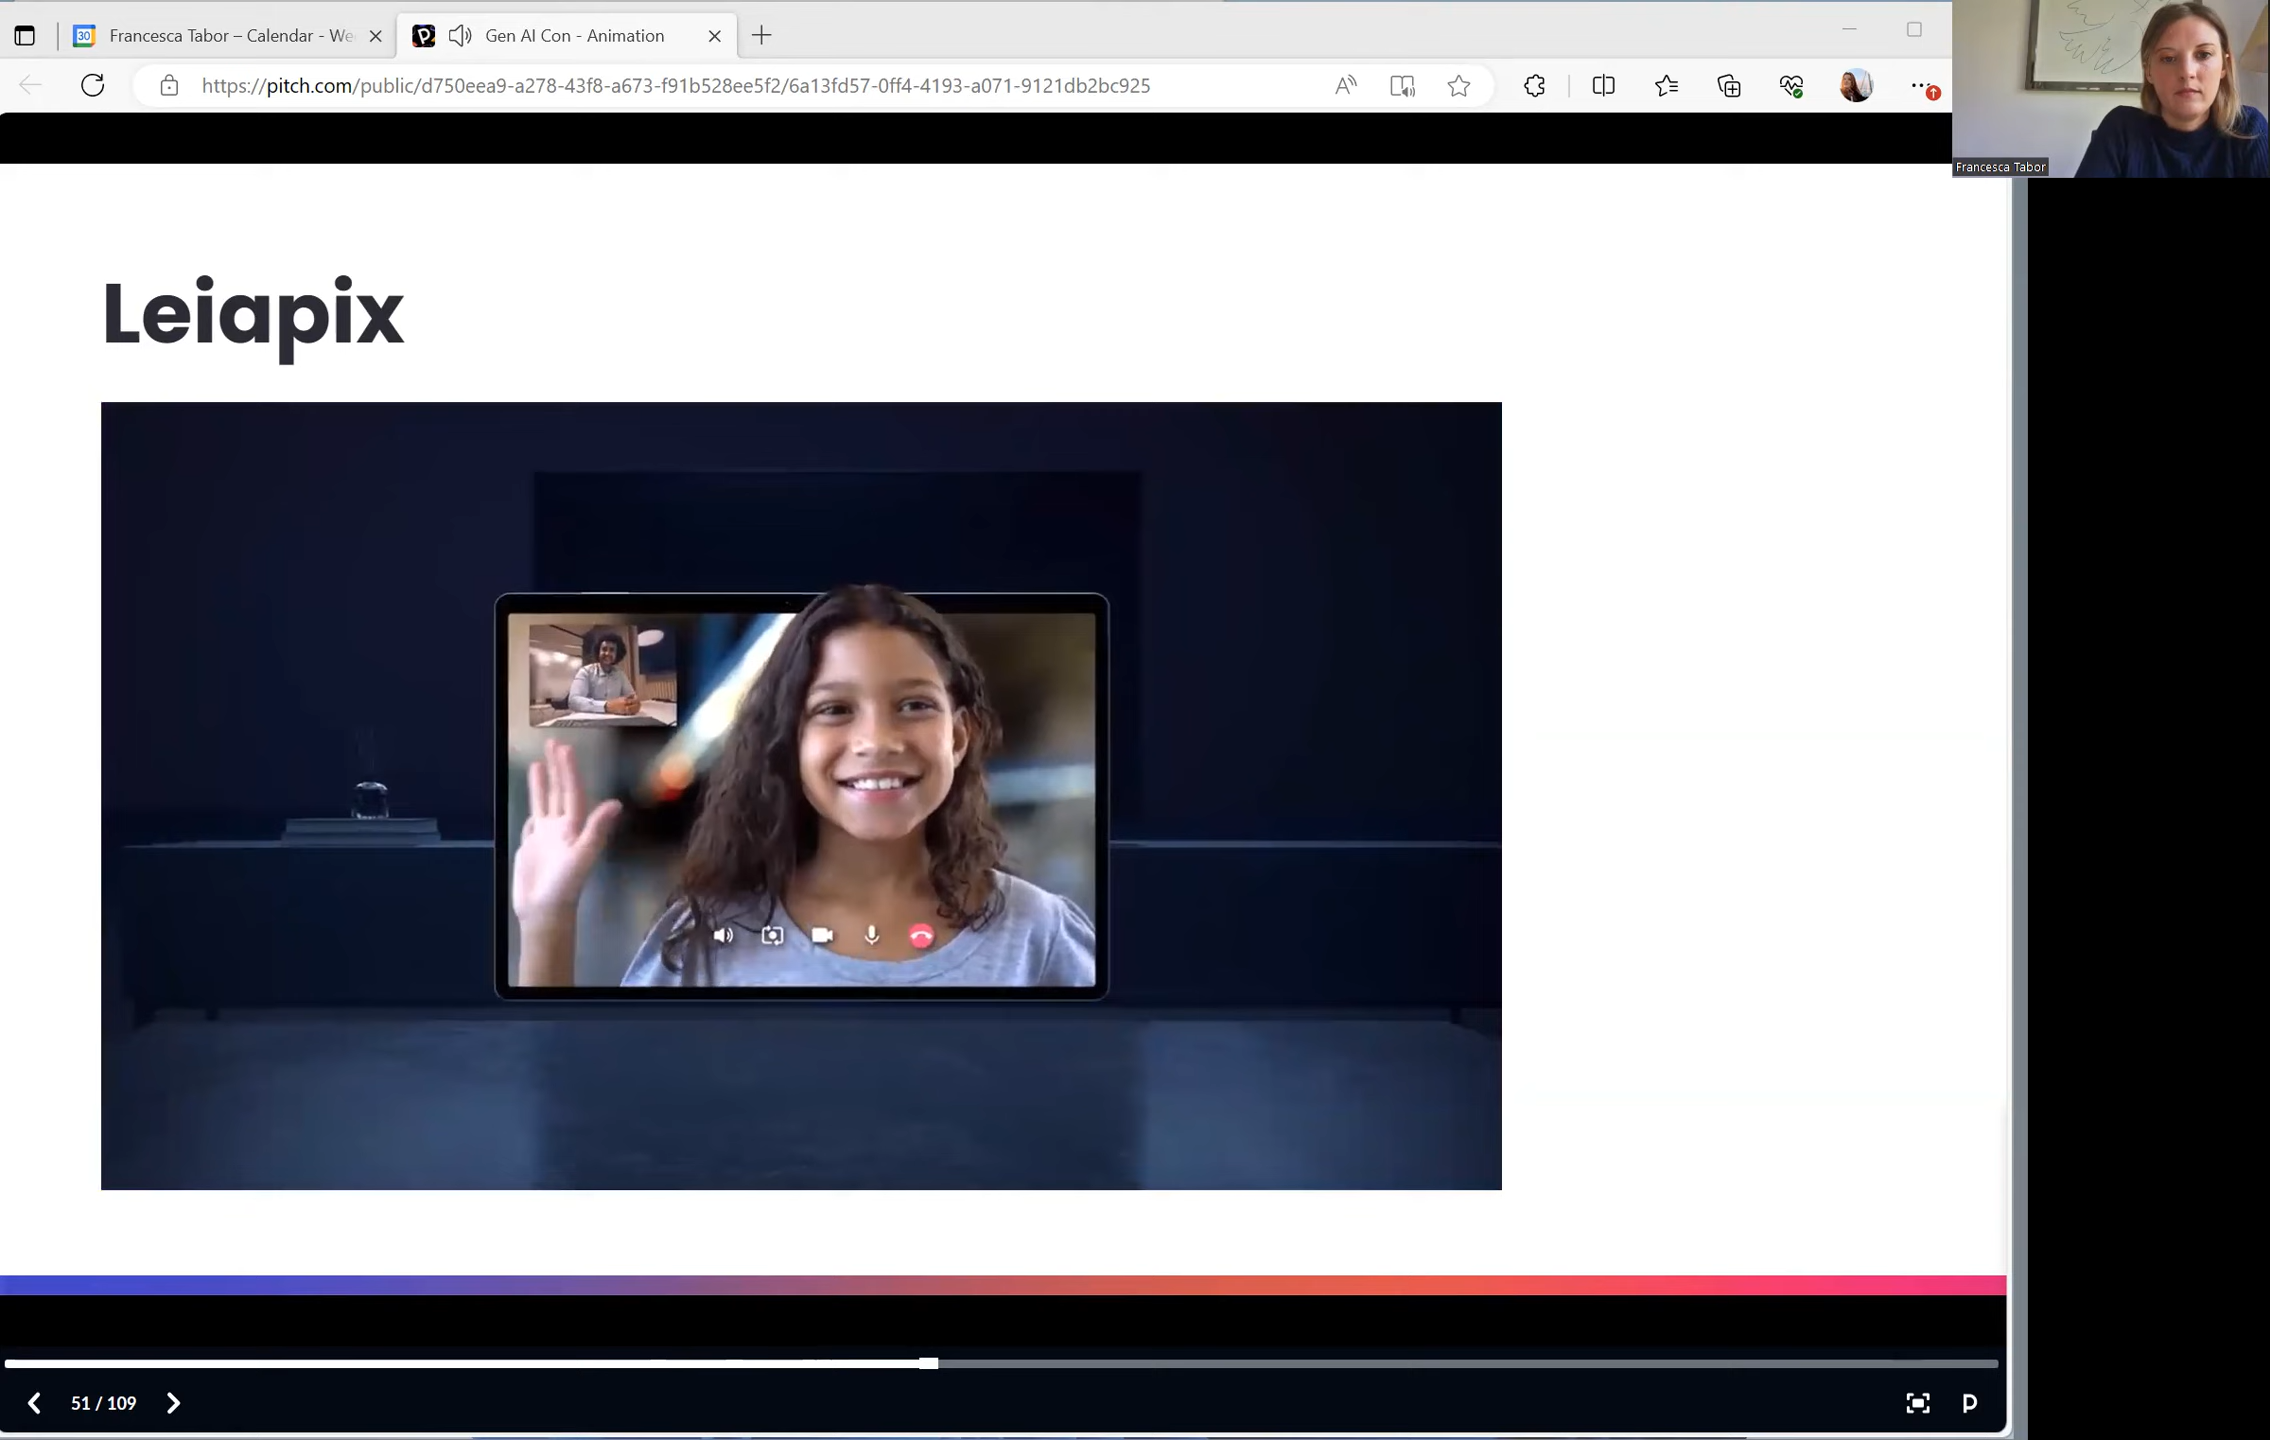 30 Francesca Tabor – Calendar - We
Gen AI Con - Animation
https://pitch.com/public/d750eea9-a278-43f8-a673-f91b528ee5f2/6a13fd57-0ff4-4193-a071-9121db2bc925
Francesca Tabor
Leiapix
51 / 109